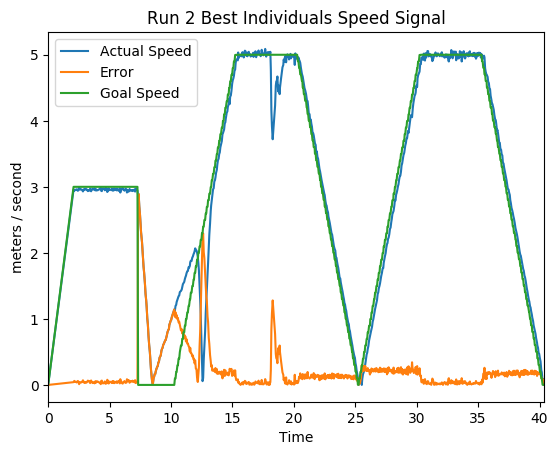 Run 2 Best Individuals Speed Signal
Actual Speed
Error
Goal Speed
meters / second
5
4
3
2
1
0
0 5 10 15 20 25 30 35 40
Time